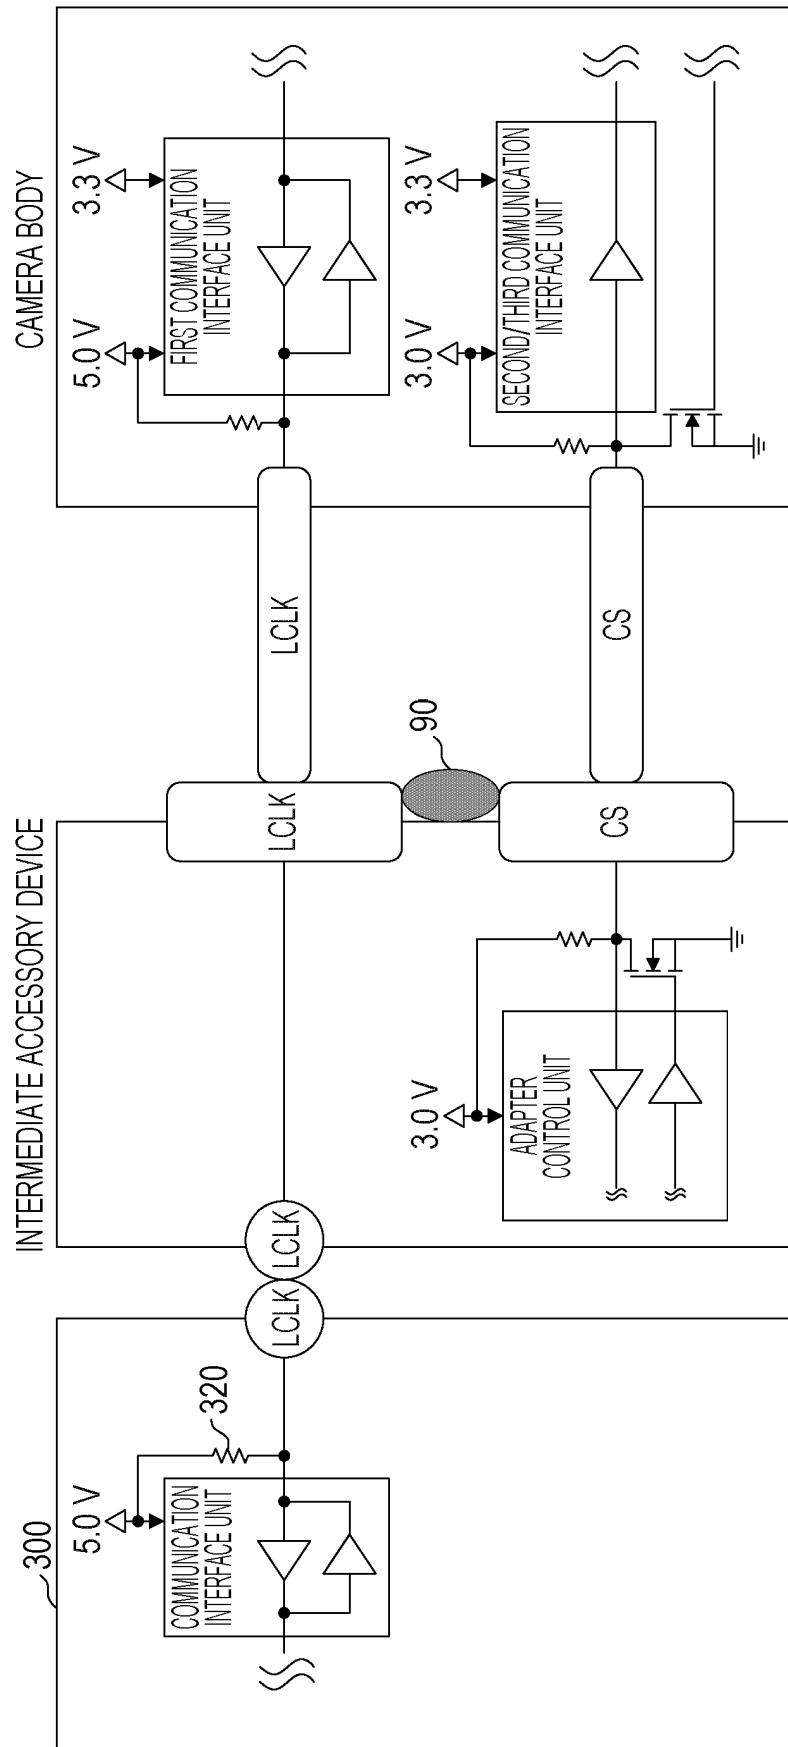 CAMERA BODY
5.0 V
3.3 V
FIRST COMMUNICATION
INTERFACE UNIT
3.0 V
3.3 V
SECOND/THIRD COMMUNICATION
INTERFACE UNIT
LCLK
CS
INTERMEDIATE ACCESSORY DEVICE
LCLK
90
CS
3.0 V
ADAPTER
CONTROL UNIT
LCLK
LCLK
300
5.0 V
320
COMMUNICATION
INTERFACE UNIT